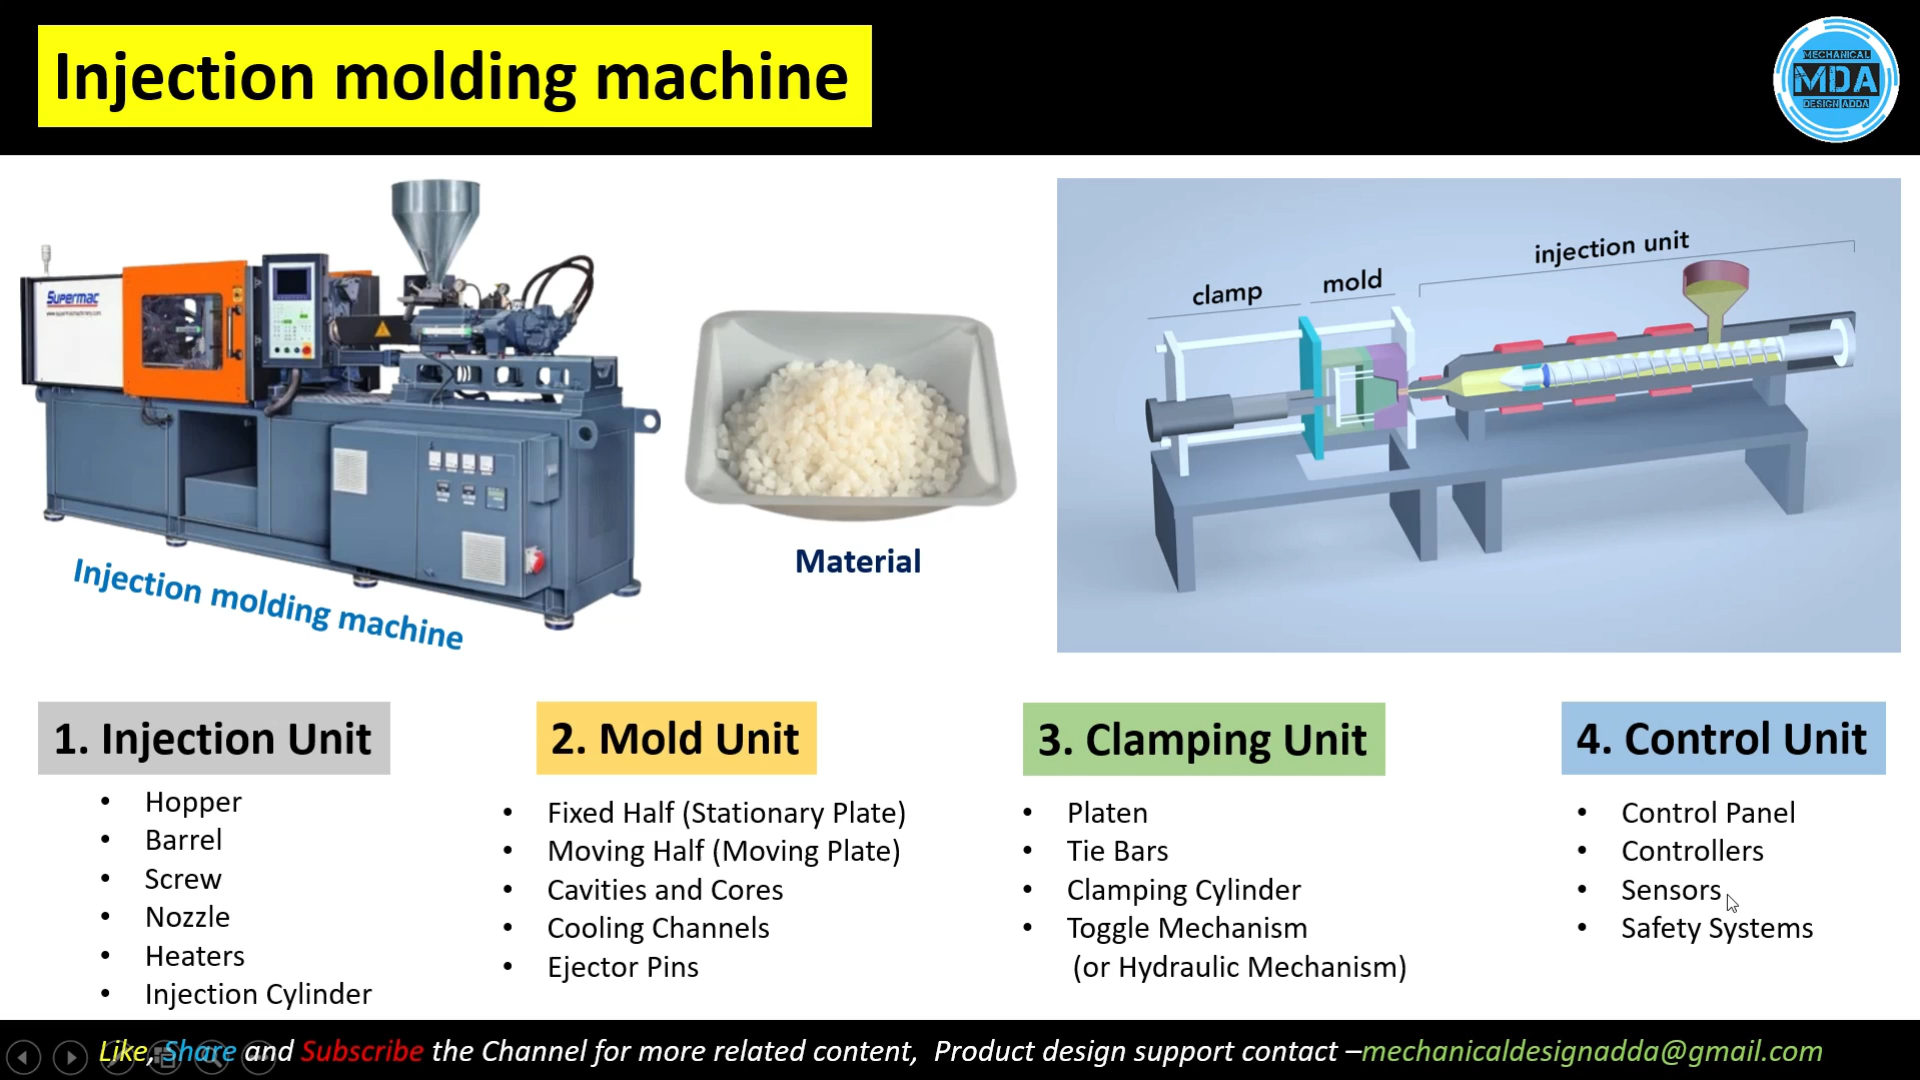 Injection molding machine
MECHANICAL
MDA
DESIGN ADDA
Supermac
Injection molding machine
Material
clamp
mold
injection unit
1. Injection Unit
• Hopper
• Barrel
• Screw
• Nozzle
• Heaters
• Injection Cylinder
2. Mold Unit
• Fixed Half (Stationary Plate)
• Moving Half (Moving Plate)
• Cavities and Cores
• Cooling Channels
• Ejector Pins
3. Clamping Unit
• Platen
• Tie Bars
• Clamping Cylinder
• Toggle Mechanism
(or Hydraulic Mechanism)
4. Control Unit
• Control Panel
• Controllers
• Sensors
• Safety Systems
Like, Share and Subscribe the Channel for more related content, Product design support contact –mechanicaldesignadda@gmail.com